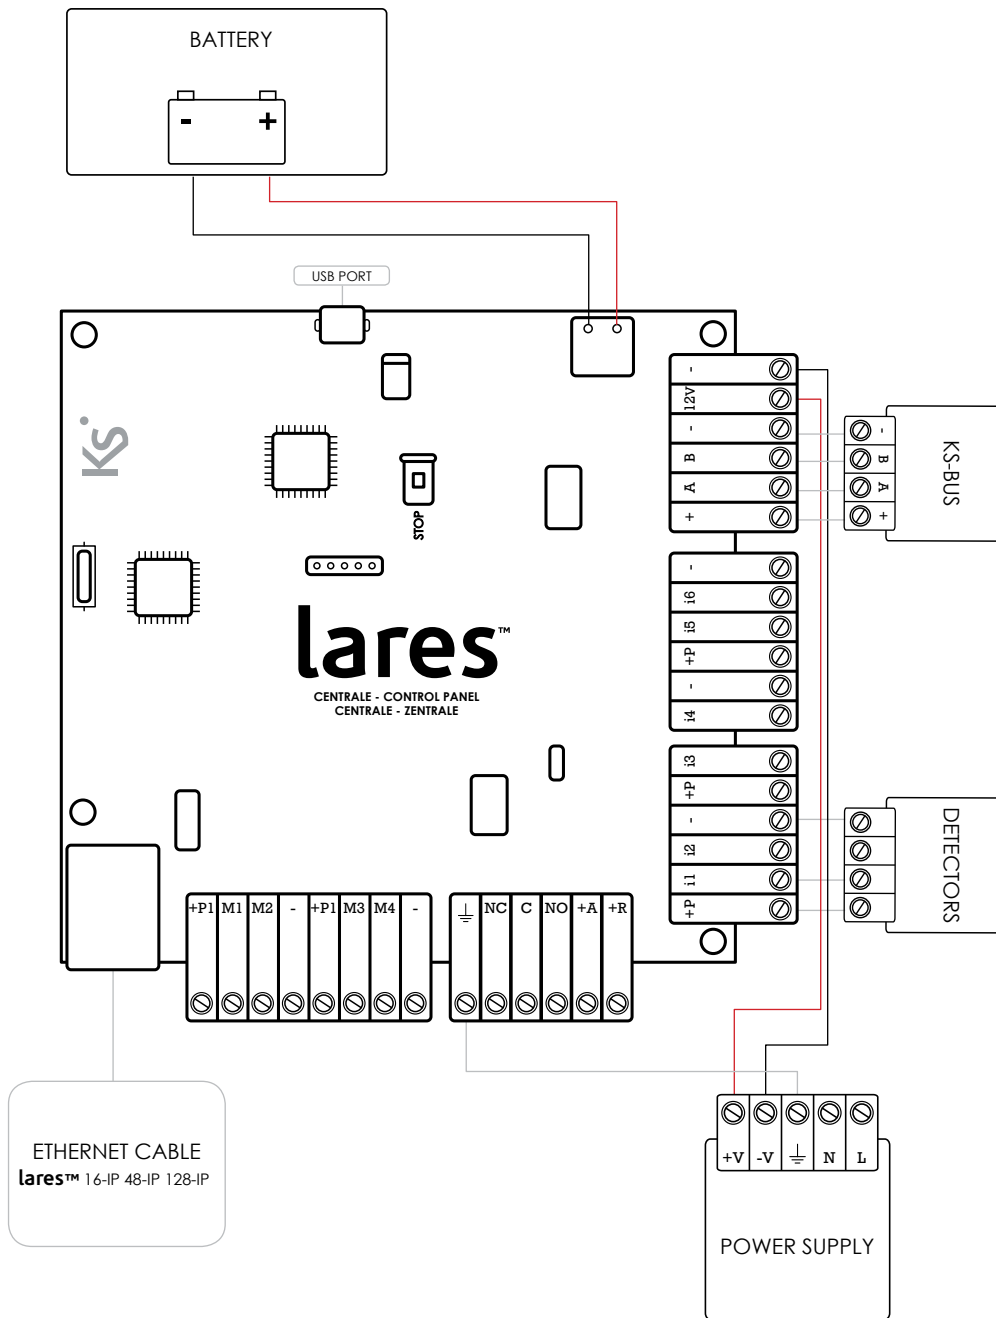 BATTERY
- +
USB PORT
Ks
STOP
lares™
CENTRALE - CONTROL PANEL
CENTRALE - ZENTRALE
-
12V
-
B
A
+
-
i6
i5
+P
-
i4
i3
+P
-
i2
i1
+P
-
B
A
+
KS-BUS
DETECTORS
+P1 M1 M2 - +P1 M3 M4 -
NC C NO +A +R
ETHERNET CABLE
lares™ 16-IP 48-IP 128-IP
+V -V N L
POWER SUPPLY